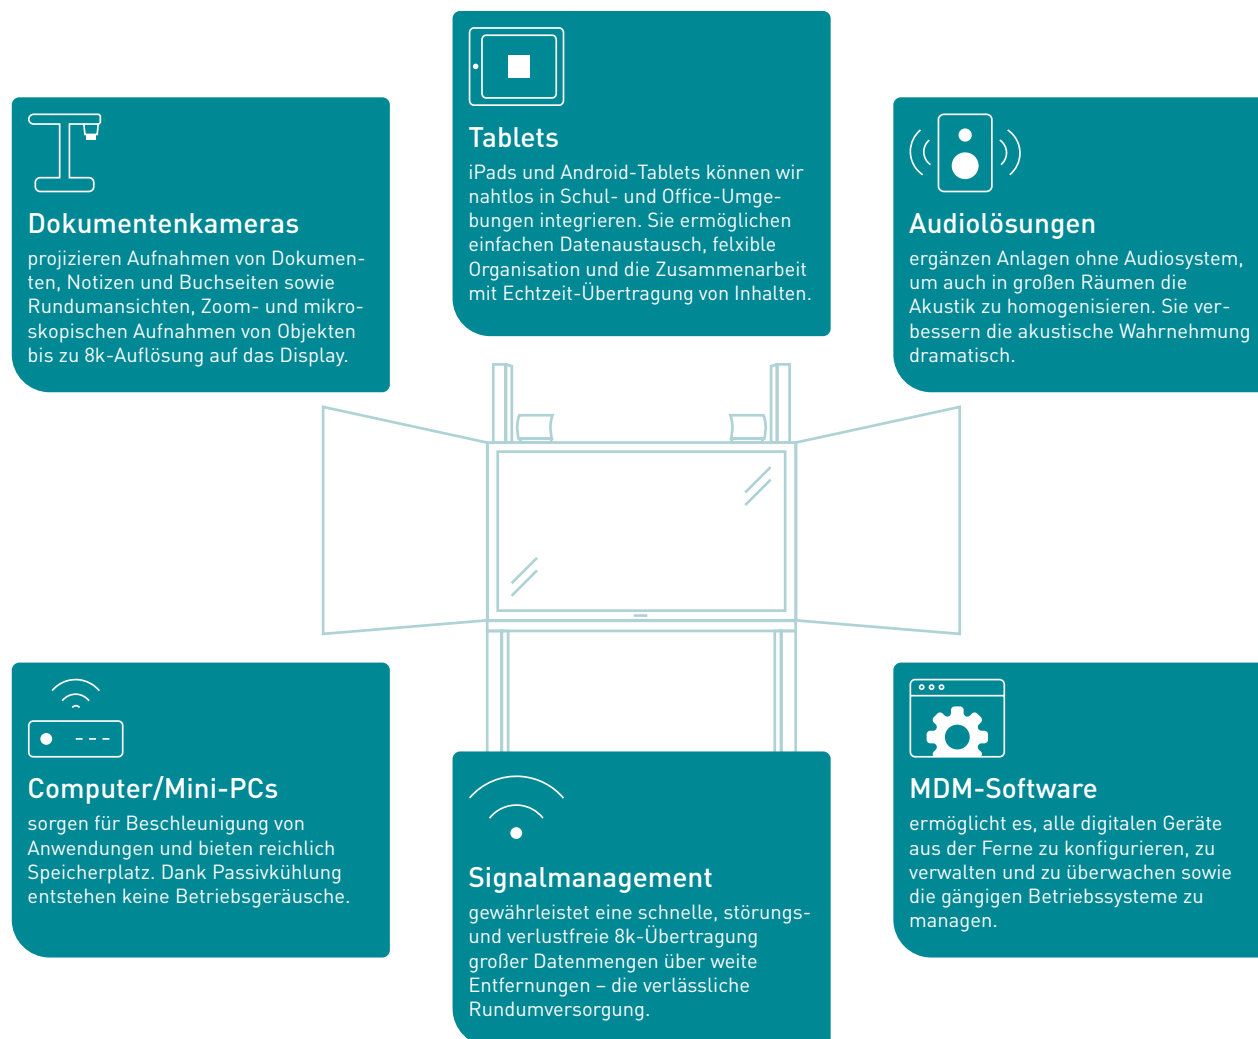 Tablets
iPads und Android-Tablets können wir
nahtlos in Schul- und Office-Umge-
bungen integrieren. Sie ermöglichen
einfachen Datenaustausch, felxible
Organisation und die Zusammenarbeit
mit Echtzeit-Übertragung von Inhalten.
Dokumentenkameras
projizieren Aufnahmen von Dokumen-
ten, Notizen und Buchseiten sowie
Rundumansichten, Zoom- und mikro-
skopischen Aufnahmen von Objekten
bis zu 8k-Auflösung auf das Display.
Audiolösungen
ergänzen Anlagen ohne Audiosystem,
um auch in großen Räumen die
Akustik zu homogenisieren. Sie ver-
bessern die akustische Wahrnehmung
dramatisch.
Computer/Mini-PCs
sorgen für Beschleunigung von
Anwendungen und bieten reichlich
Speicherplatz. Dank Passivkühlung
entstehen keine Betriebsgeräusche.
Signalmanagement
gewährleistet eine schnelle, störungs-
und verlustfreie 8k-Übertragung
großer Datenmengen über weite
Entfernungen – die verlässliche
Rundumversorgung.
MDM-Software
ermöglicht es, alle digitalen Geräte
aus der Ferne zu konfigurieren, zu
verwalten und zu überwachen sowie
die gängigen Betriebssysteme zu
managen.